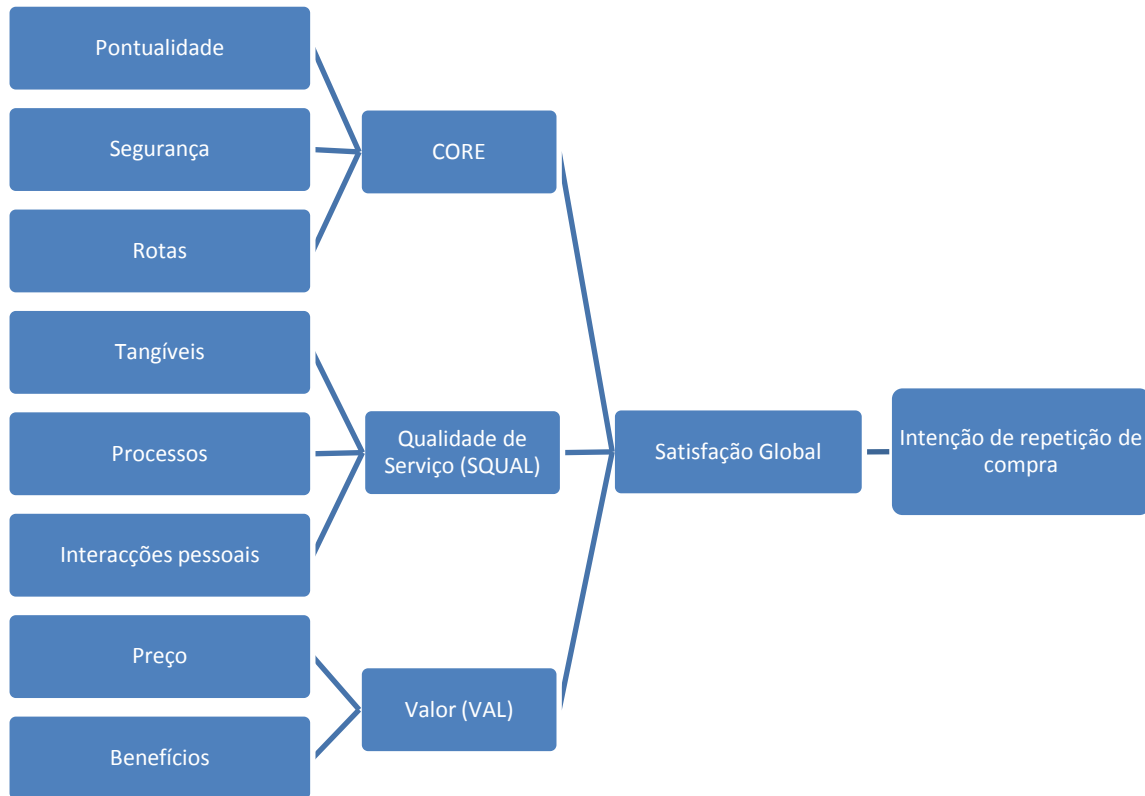 Pontualidade
Segurança
Rotas
Tangíveis
Processos
Interacções pessoais
Preço
Benefícios
CORE
Qualidade de
Serviço (SQUAL)
Valor (VAL)
Satisfação Global
Intenção de repetição de
compra